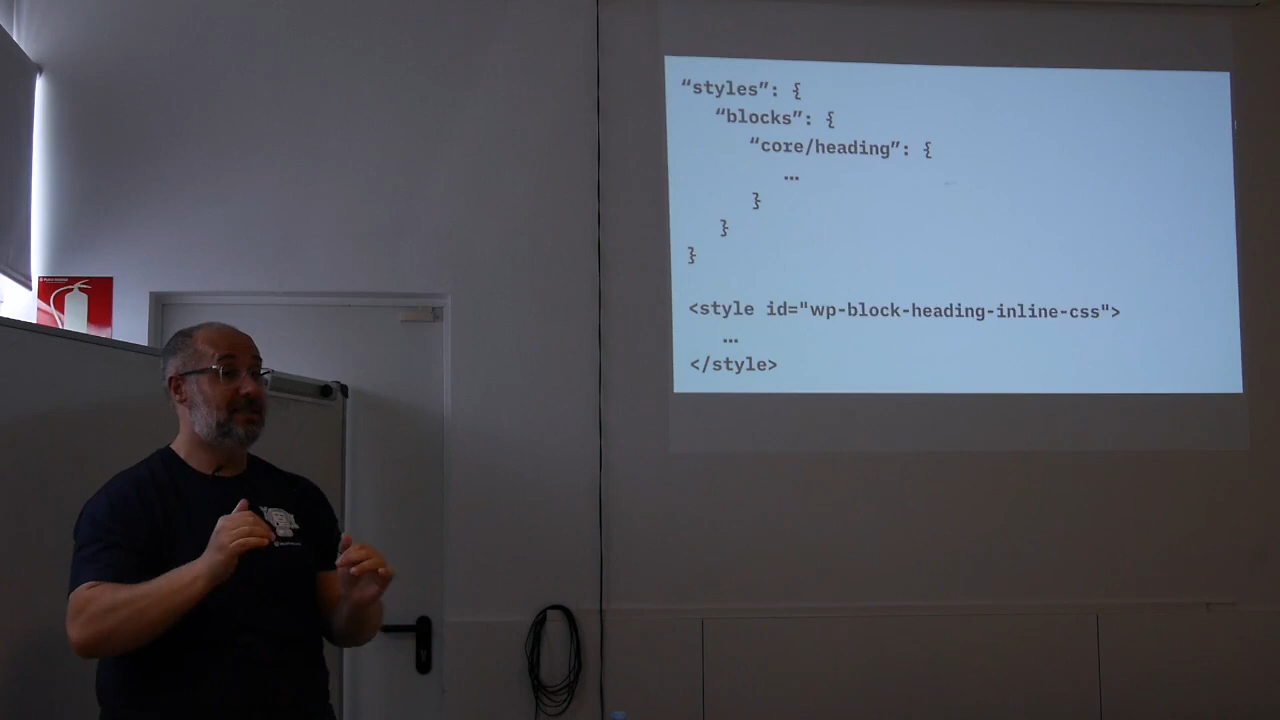 “styles”: {
“blocks”: {
“core/heading”: {
…
}
}
}
<style id="wp-block-heading-inline-css">
…
</style>